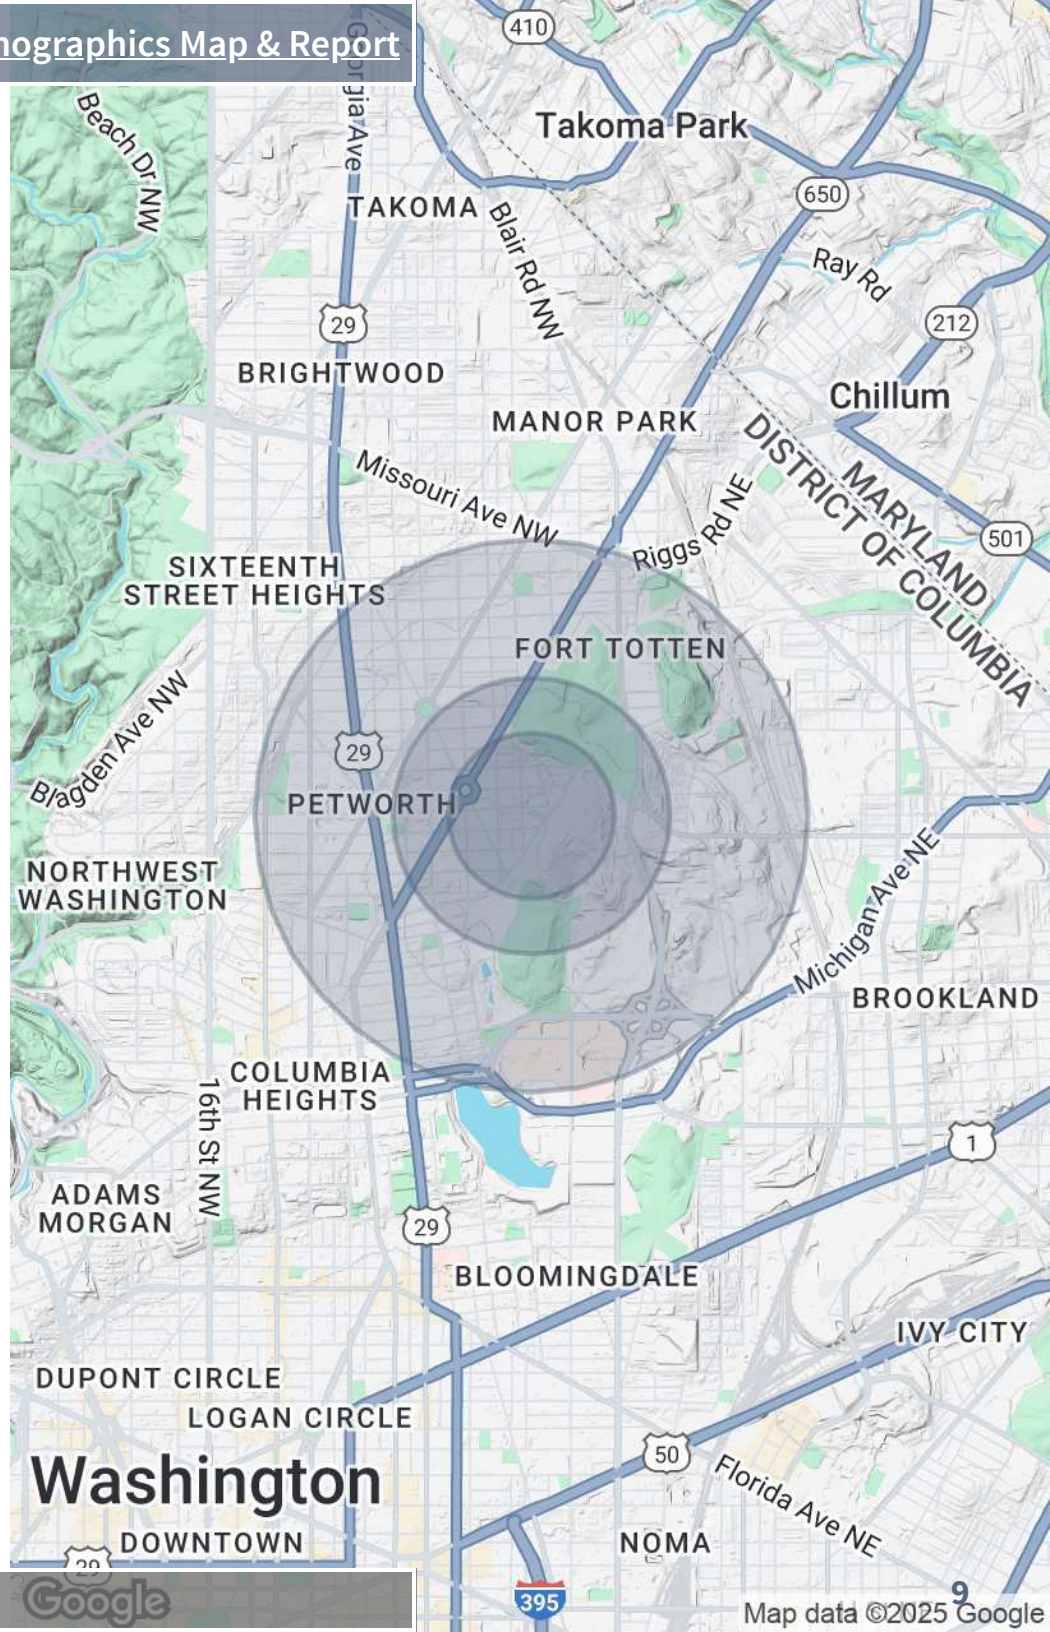 nographics Map & Report
410
Georgia Ave
Beach Dr NW
Takoma Park
650
TAKOMA
Blair Rd NW
Ray Rd
29
212
BRIGHTWOOD
Chillum
MANOR PARK
DISTRICT OF COLUMBIA
MARYLAND
Missouri Ave NW
Riggs Rd NE
501
SIXTEENTH
STREET HEIGHTS
FORT TOTTEN
Blagden Ave NW
29
PETWORTH
NORTHWEST
WASHINGTON
Michigan Ave NE
BROOKLAND
COLUMBIA
HEIGHTS
16th St NW
1
ADAMS
MORGAN
29
BLOOMINGDALE
IVY CITY
DUPONT CIRCLE
LOGAN CIRCLE
50
Washington
Florida Ave NE
DOWNTOWN
NOMA
29
Google
395
9
Map data ©2025 Google